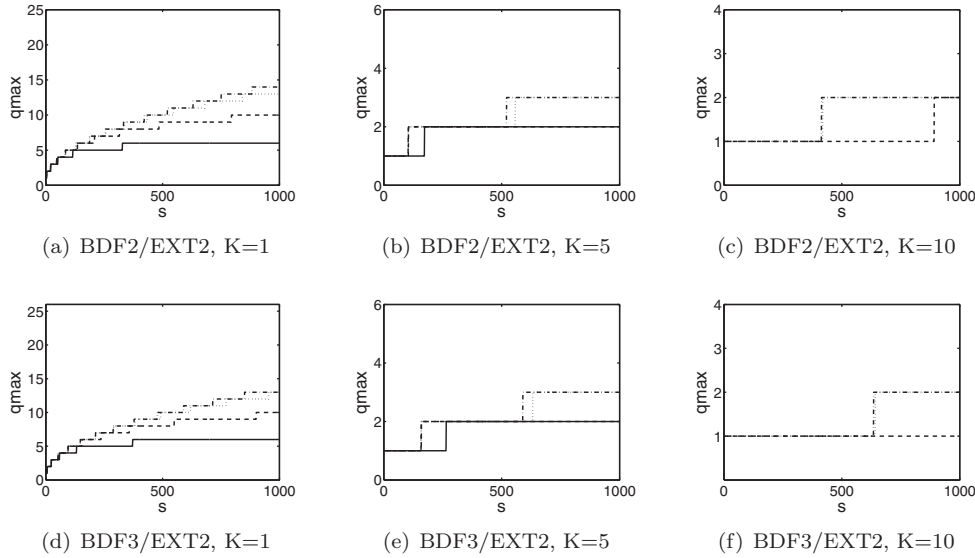 25
20
15
10
5
0
qmax
0
500
1000
s
(a) BDF2/EXT2, K=1
6
4
2
0
qmax
0
500
1000
s
(b) BDF2/EXT2, K=5
4
3
2
1
0
qmax
0
500
1000
s
(c) BDF2/EXT2, K=10
25
20
15
10
5
0
qmax
0
500
1000
s
(d) BDF3/EXT2, K=1
6
4
2
0
qmax
0
500
1000
s
(e) BDF3/EXT2, K=5
4
3
2
1
0
qmax
0
500
1000
s
(f) BDF3/EXT2, K=10